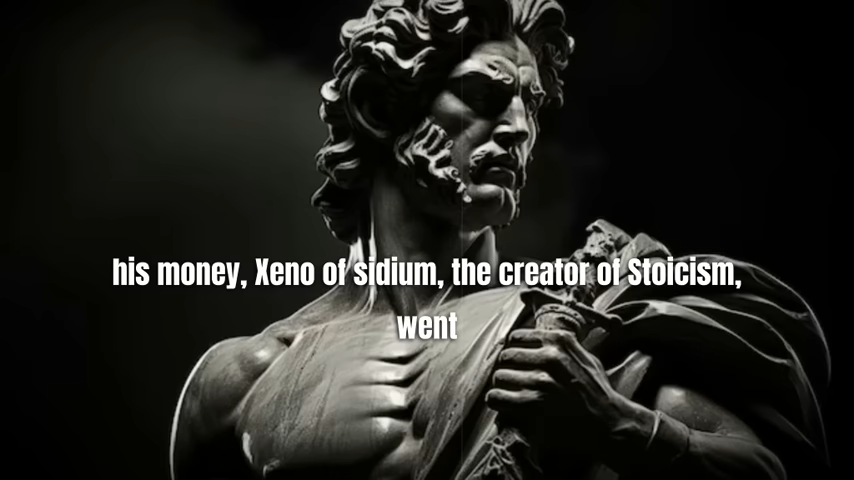 his money, Xeno of sidium, the creator of Stoicism,
went